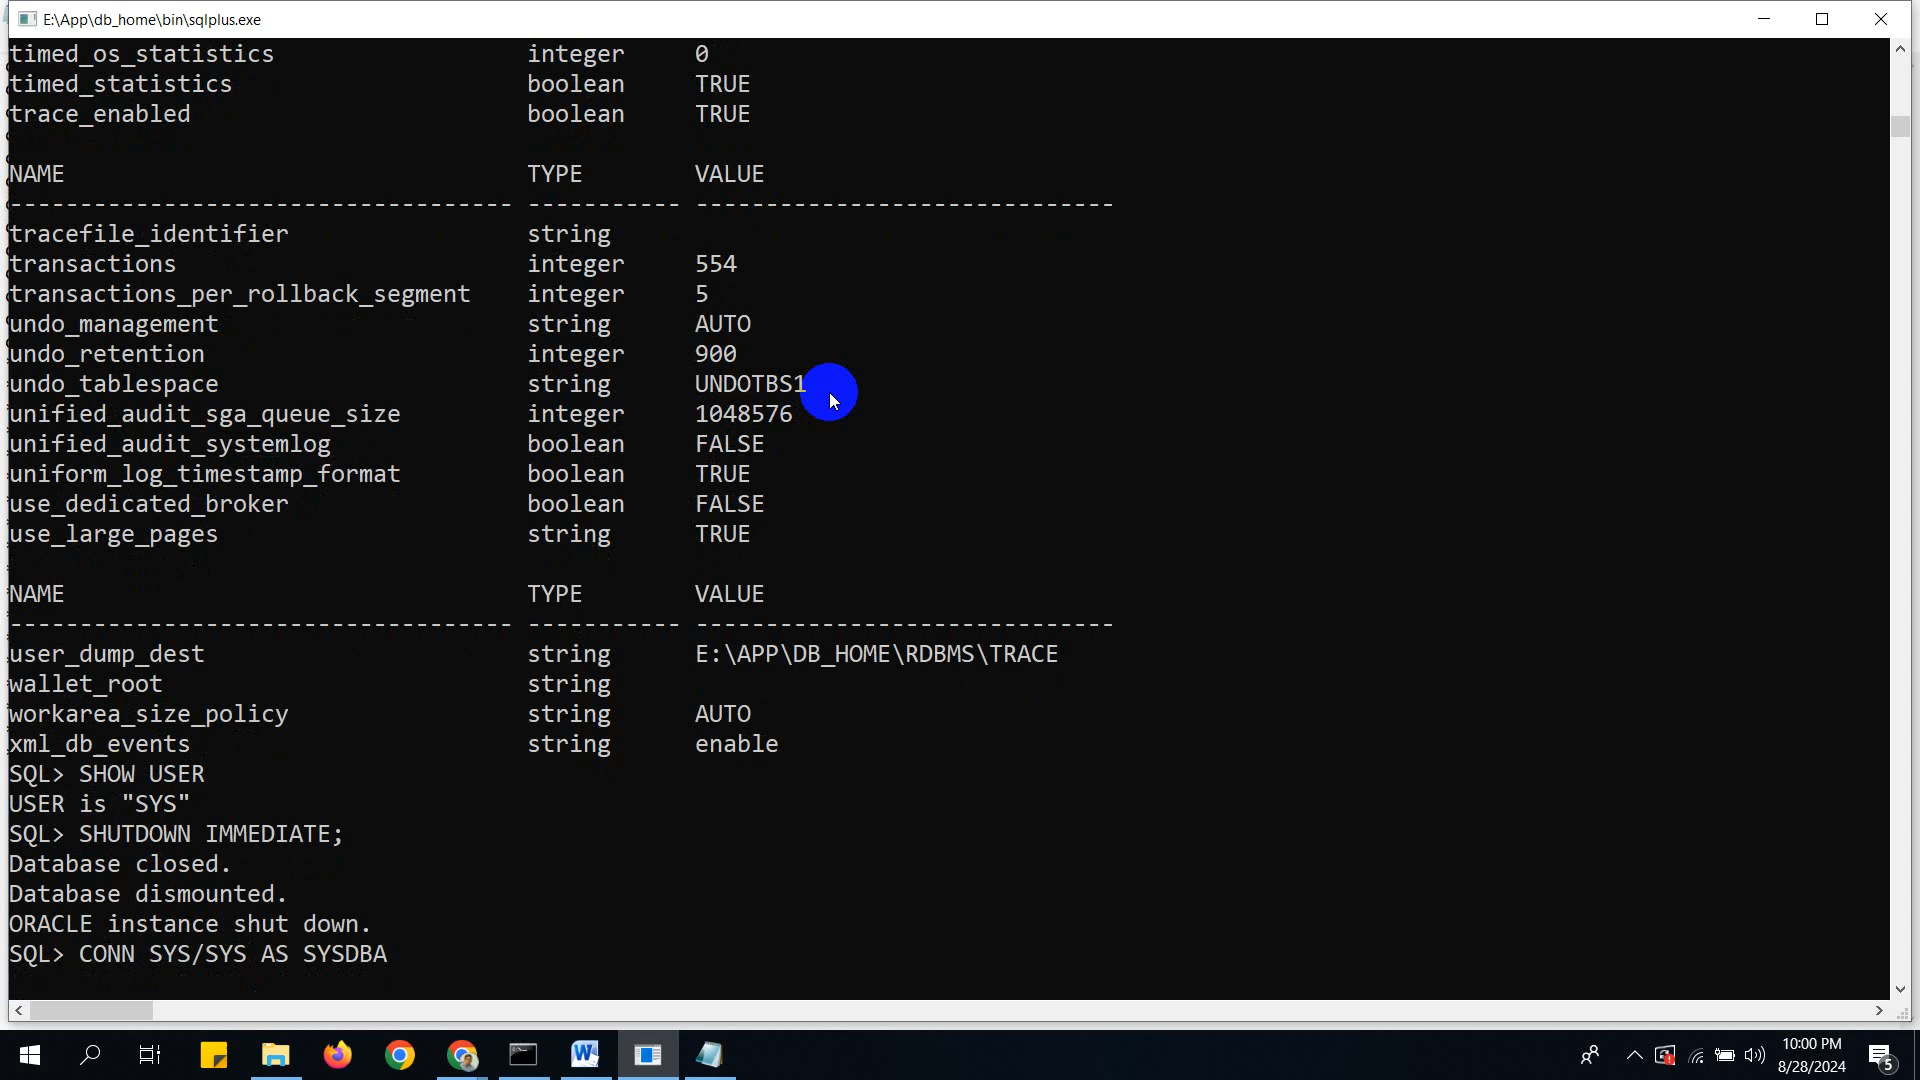 E:\App\db_home\bin\sqlplus.exe
timed_os_statistics integer 0
timed_statistics boolean TRUE
trace_enabled boolean TRUE
NAME TYPE VALUE
------------------------------------ ----------- ------------------------------
tracefile_identifier string
transactions integer 554
transactions_per_rollback_segment integer 5
undo_management string AUTO
undo_retention integer 900
undo_tablespace string UNDOTBS1
unified_audit_sga_queue_size integer 1048576
unified_audit_systemlog boolean FALSE
uniform_log_timestamp_format boolean TRUE
use_dedicated_broker boolean FALSE
use_large_pages string TRUE
NAME TYPE VALUE
------------------------------------ ----------- ------------------------------
user_dump_dest string E:\APP\DB_HOME\RDBMS\TRACE
wallet_root string
workarea_size_policy string AUTO
xml_db_events string enable
SQL> SHOW USER
USER is "SYS"
SQL> SHUTDOWN IMMEDIATE;
Database closed.
Database dismounted.
ORACLE instance shut down.
SQL> CONN SYS/SYS AS SYSDBA
10:00 PM
8/28/2024
5